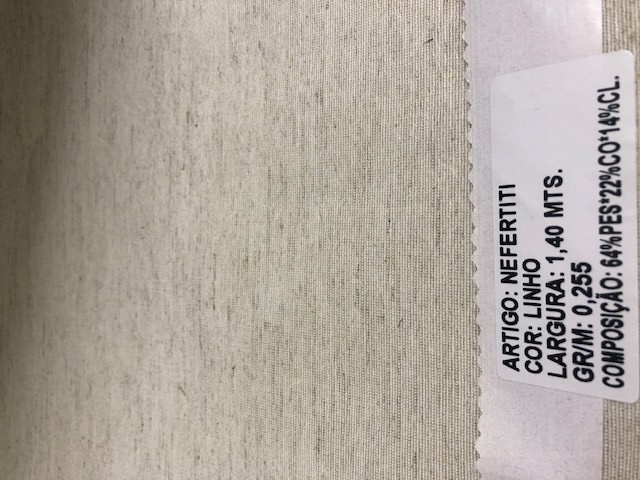 ARTIGO: NEFERTITI
COR: LINHO
LARGURA: 1,40 MTS.
GR/M: 0,255
COMPOSIÇÃO: 64%PES*22%CO*14%CL.